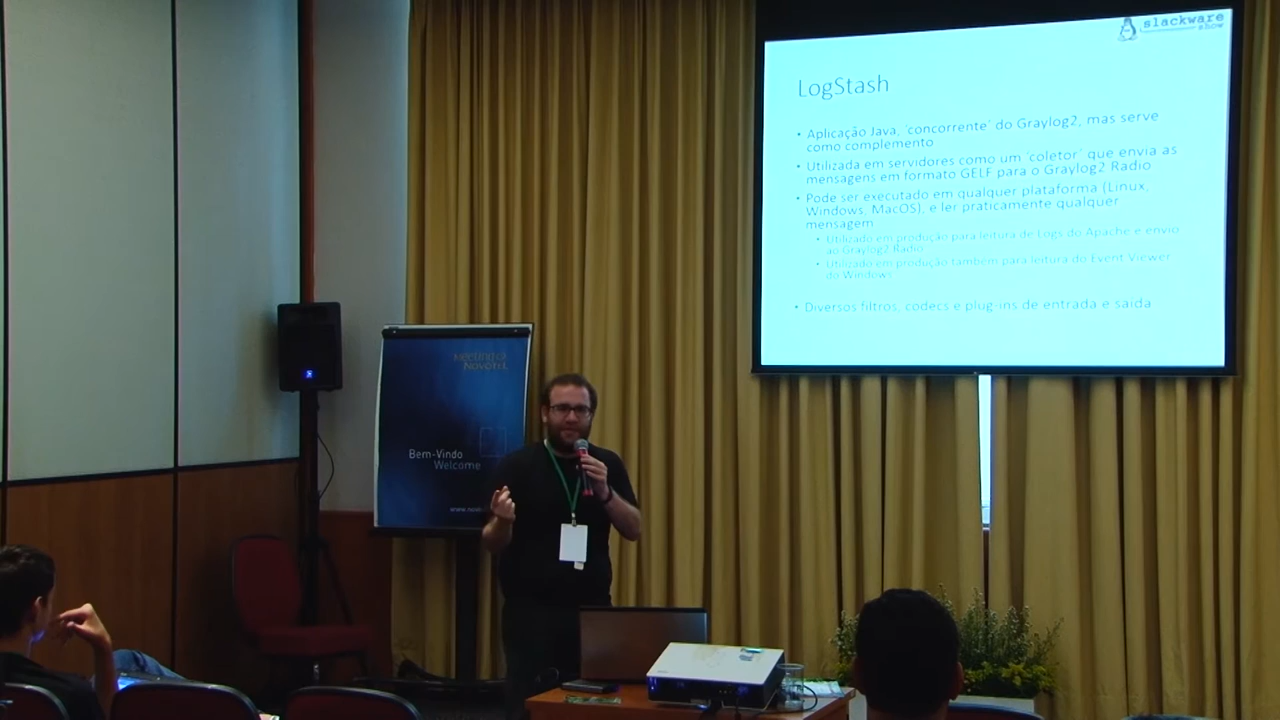 slackware
show
LogStash
• Aplicação Java, 'concorrente' do Graylog2, mas serve
como complemento
• Utilizada em servidores como um 'coletor' que envia as
mensagens em formato GELF para o Graylog2 Radio
• Pode ser executado em qualquer plataforma (Linux,
Windows, MacOS), e ler praticamente qualquer
mensagem
• Utilizado em produção para leitura de Logs do Apache e envio
ao Graylog2 Radio
• Utilizado em produção também para leitura do Event Viewer
do Windows
• Diversos filtros, codecs e plug-ins de entrada e saída
MEETING@
NOVOTEL
Bem-Vindo
Welcome